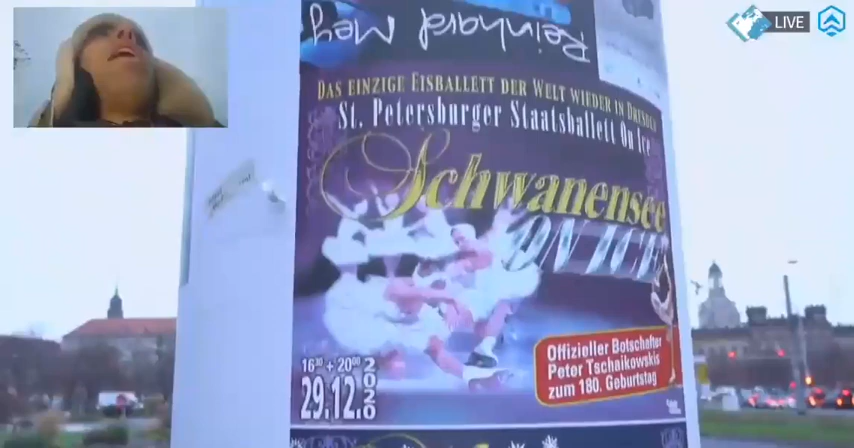 Reinhard Mey
LIVE
DAS EINZIGE EISBALLETT DER WELT WIEDER IN DRESDEN
St. Petersburger Staatsballett On Ice
Schwanensee
ON ICE
Offizieller Botschafter
Peter Tschaikowskis
zum 180. Geburtstag
16³⁰ + 20⁰⁰
29.12.2020